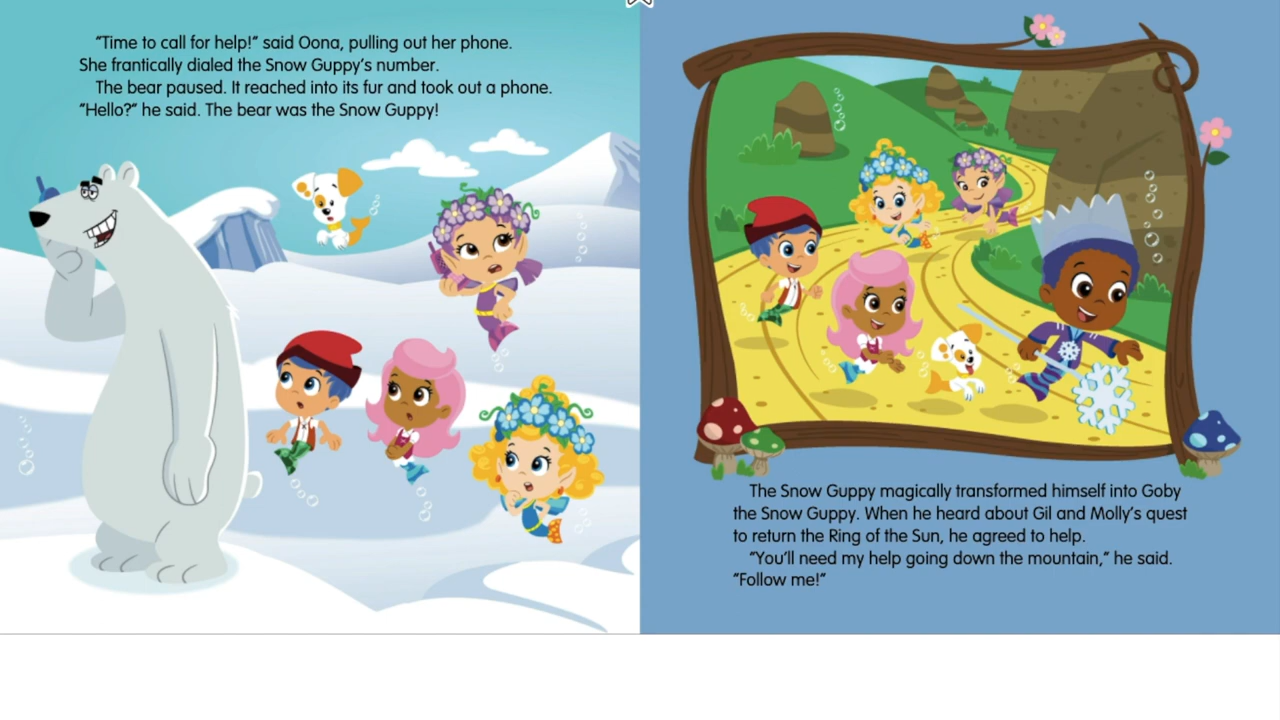 "Time to call for help!" said Oona, pulling out her phone.
She frantically dialed the Snow Guppy's number.
The bear paused. It reached into its fur and took out a phone.
"Hello?" he said. The bear was the Snow Guppy!
The Snow Guppy magically transformed himself into Goby
the Snow Guppy. When he heard about Gil and Molly's quest
to return the Ring of the Sun, he agreed to help.
"You'll need my help going down the mountain," he said.
"Follow me!"